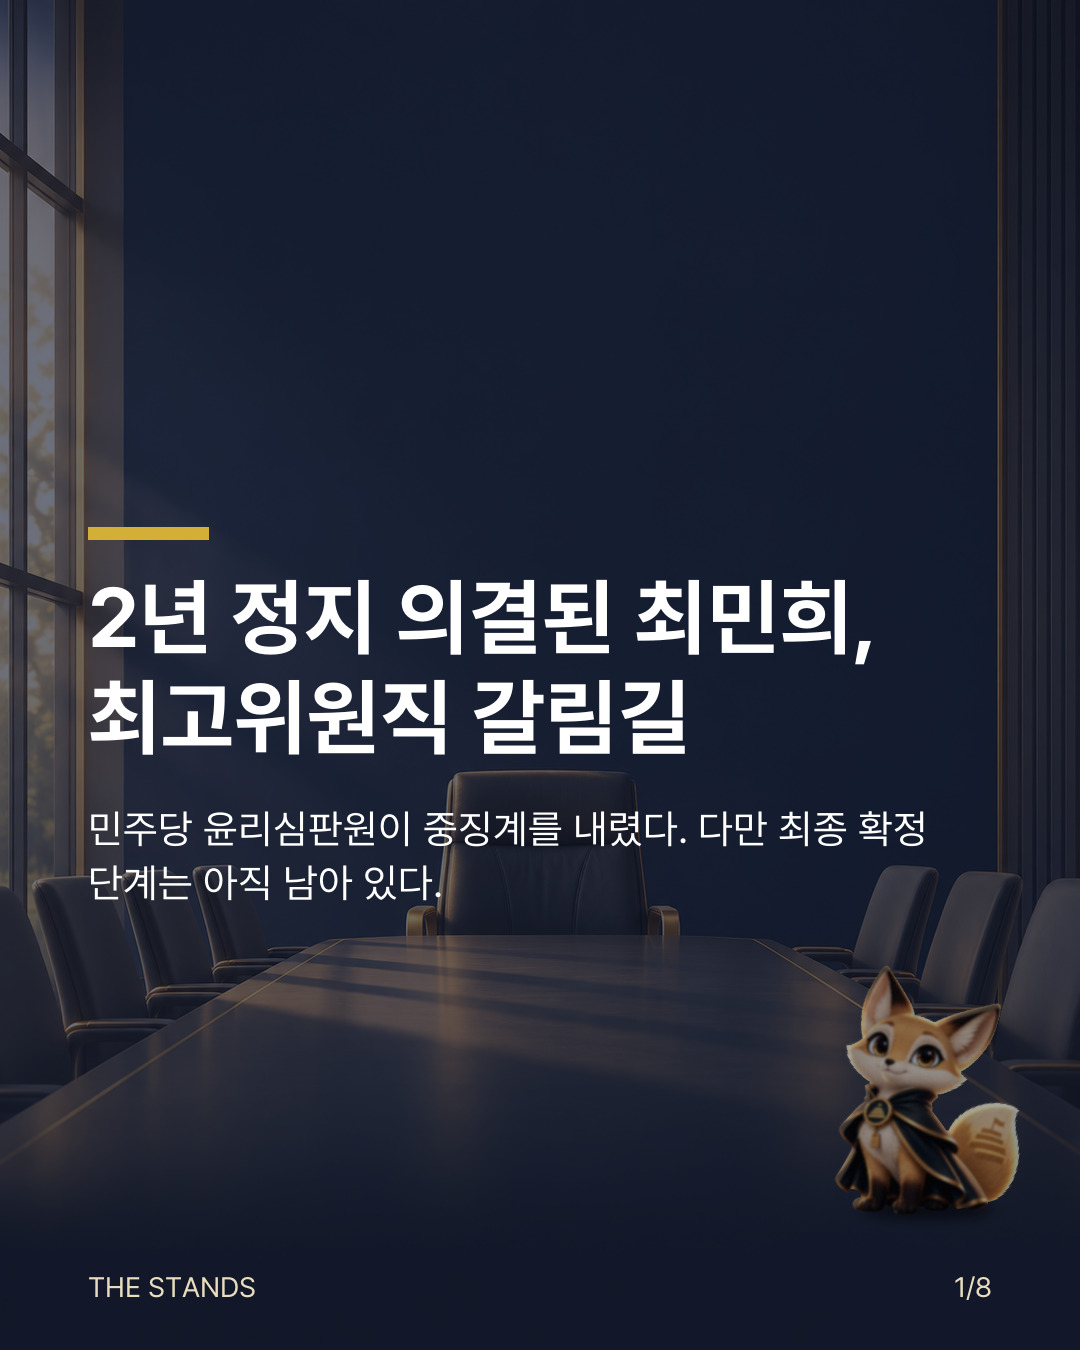 2년 정지 의결된 최민희,
최고위원직 갈림길
민주당 윤리심판원이 중징계를 내렸다. 다만 최종 확정
단계는 아직 남아 있다.
THE STANDS
1/8